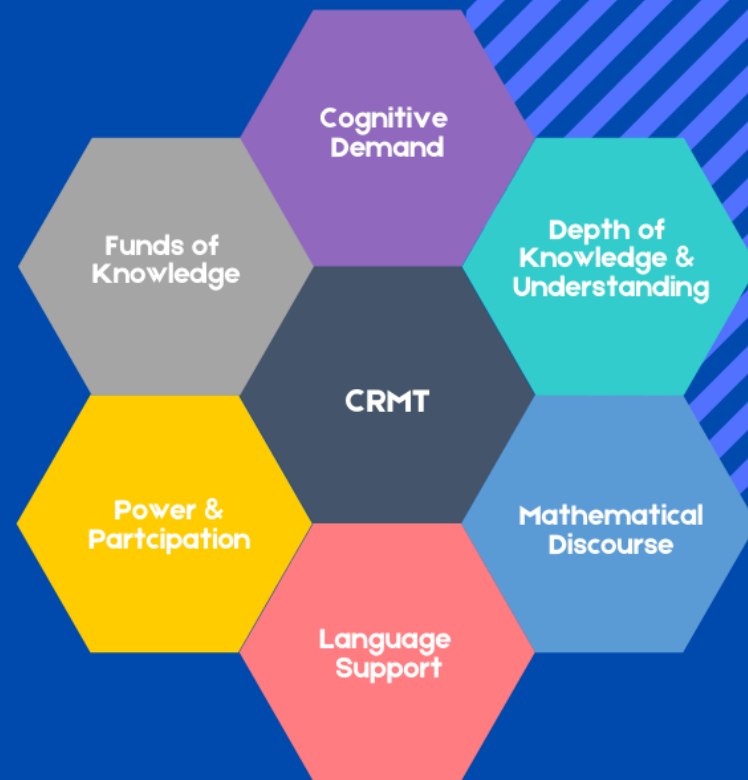 Cognitive
Demand
Funds of
Knowledge
Depth of
Knowledge &
Understanding
CRMT
Power &
Partcipation
Mathematical
Discourse
Language
Support